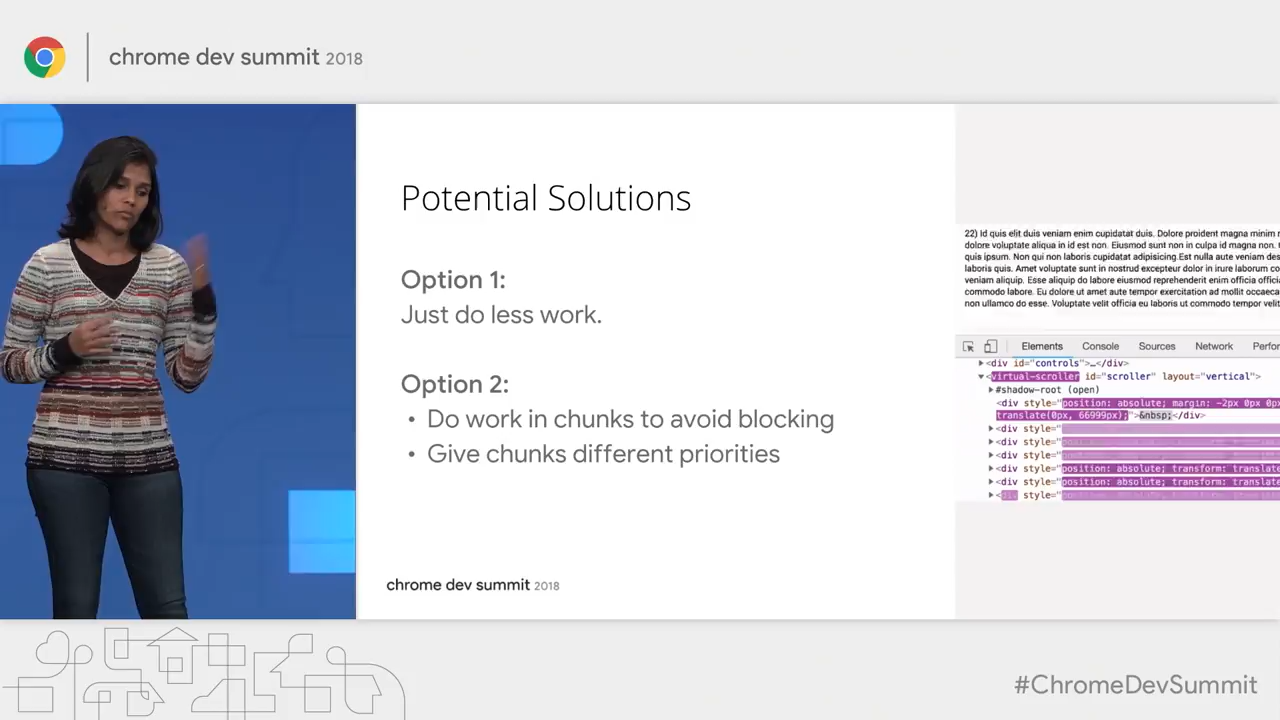 chrome dev summit 2018
Potential Solutions
Option 1:
Just do less work.
Option 2:
• Do work in chunks to avoid blocking
• Give chunks different priorities
chrome dev summit 2018
22) Id quis elit duis veniam enim cupidatat duis. Dolore proident magna minim
dolore voluptate aliqua in id est non. Eiusmod sunt non in culpa id magna non.
quis ipsum. Non qui non laboris cupidatat adipisicing.Est nulla aute veniam
laboris quis. Amet voluptate sunt in nostrud excepteur dolor in irure laborum
veniam aliquip. Esse aliquip do laboris eiusmod reprehenderit enim officia
commodo labore. Eu dolore ut amet aute tempor exercitation ad mollit
non ullamco do esse. Voluptate velit officia eu laboris ut commodo tempor
Elements Console Sources Network
<div id="controls">…</div>
<virtual-scroller id="scroller" layout="vertical">
#shadow-root (open)
<div style="position: absolute; margin: -2px 0px 0px
translate(0px, 66999px);">&nbsp;</div>
<div style="
<div style="
<div style="
<div style="position: absolute; transform:
<div style="position: absolute; transform:
<div style="
#ChromeDevSummit